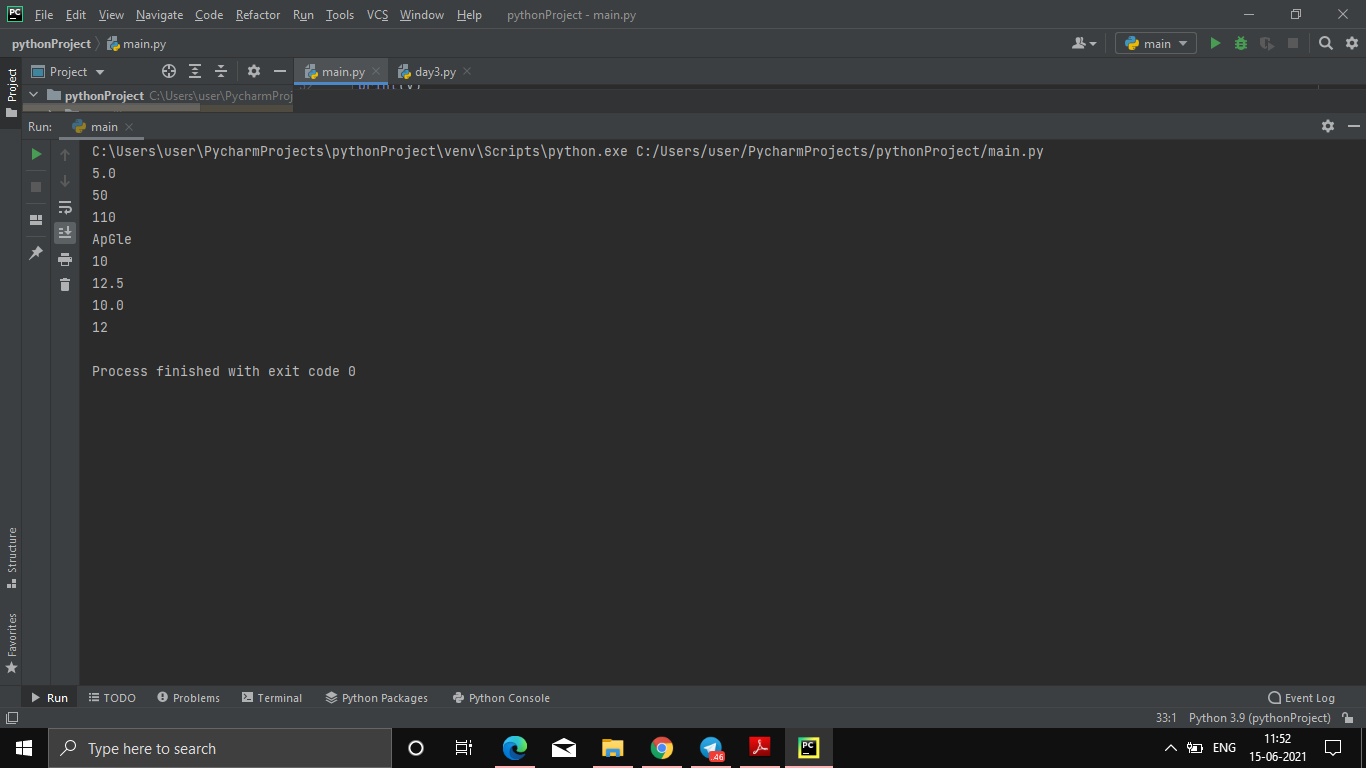 PC File Edit View Navigate Code Refactor Run Tools VCS Window Help pythonProject - main.py
pythonProject main.py main
Project main.py day3.py
Project
pythonProject C:\Users\user\PycharmProj
Run: main
C:\Users\user\PycharmProjects\pythonProject\venv\Scripts\python.exe C:/Users/user/PycharmProjects/pythonProject/main.py
5.0
50
110
ApGle
10
12.5
10.0
12
Process finished with exit code 0
Structure
Favorites
Run TODO Problems Terminal Python Packages Python Console Event Log
33:1 Python 3.9 (pythonProject)
Type here to search .46 PC ENG 11:52
15-06-2021